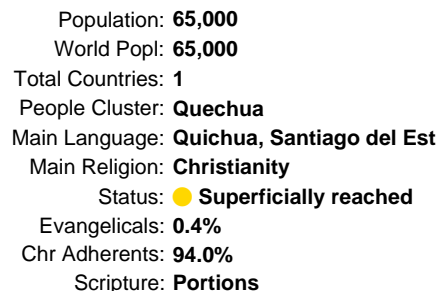 Population: 65,000
World Popl: 65,000
Total Countries: 1
People Cluster: Quechua
Main Language: Quichua, Santiago del Est
Main Religion: Christianity
Status: Superficially reached
Evangelicals: 0.4%
Chr Adherents: 94.0%
Scripture: Portions